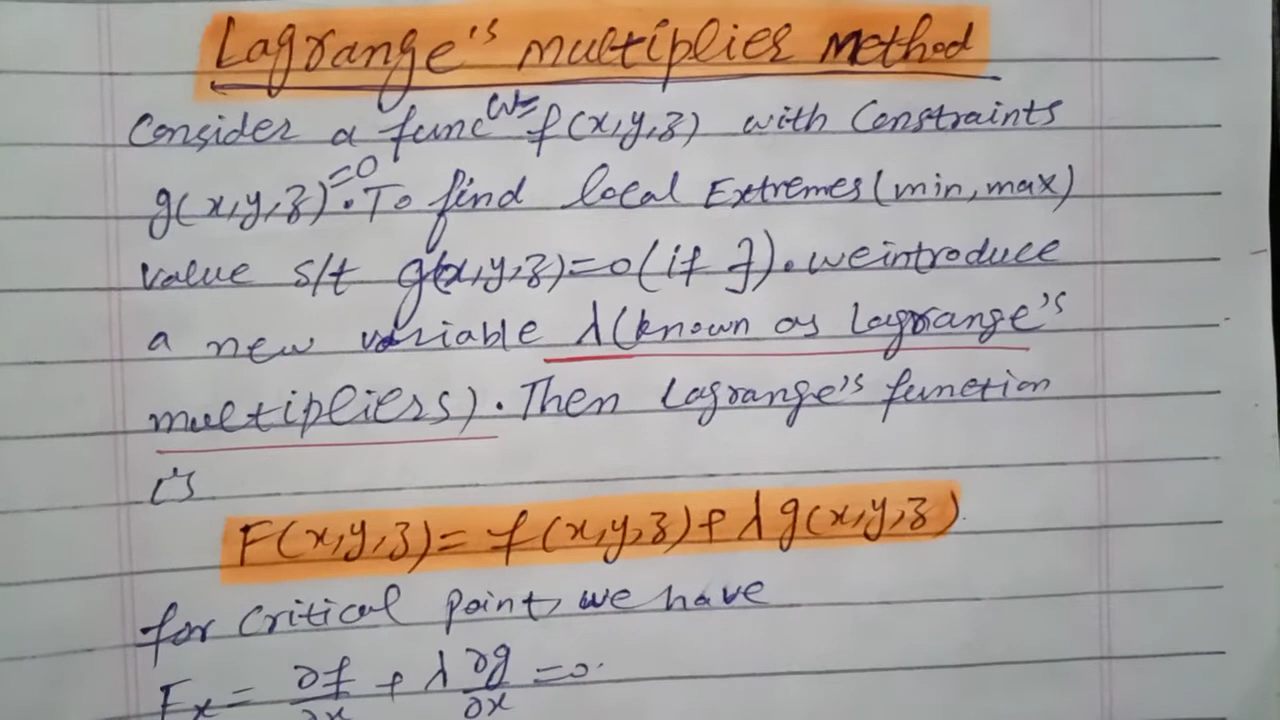 Lagrange's multiplier Method
Consider a func w= f(x,y,z) with Constraints
g(x,y,z)=0. To find local Extremes (min, max)
value s/t g(x,y,z)=0 (if ∃). we introduce
a new variable λ (known as Lagrange's
multipliers). Then Lagrange's function
is
F(x,y,z) = f(x,y,z) + λ g(x,y,z).
for critical point, we have
Fx = ∂f/∂x + λ ∂g/∂x = 0.